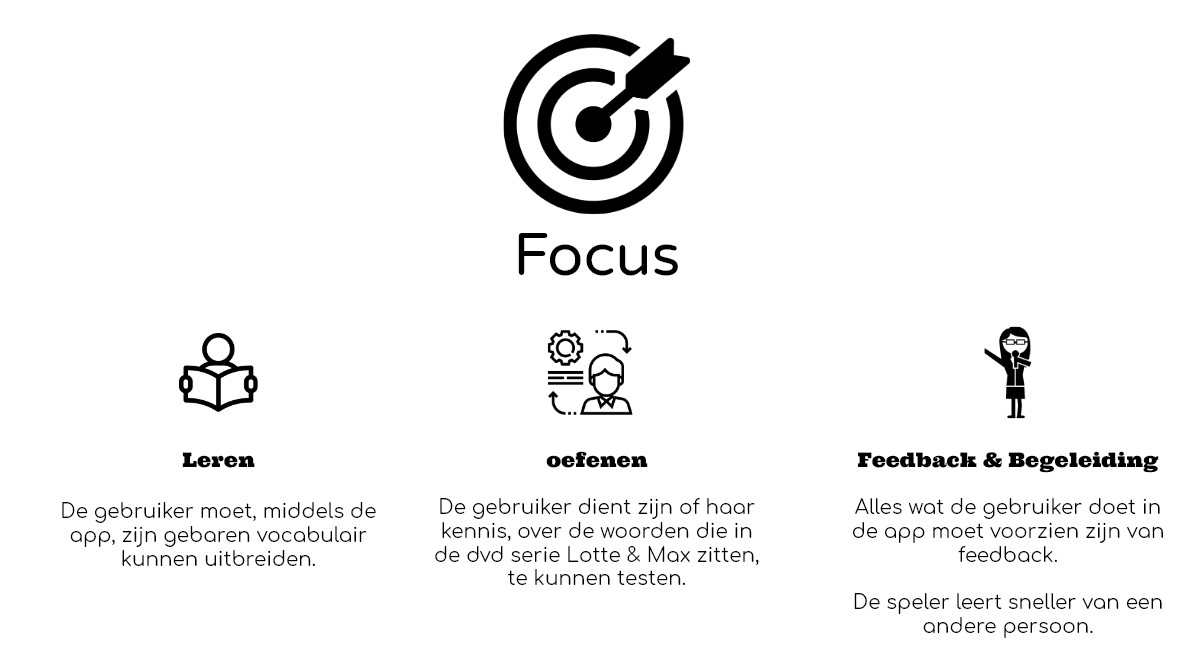 Focus
Leren
De gebruiker moet, middels de
app, zijn gebaren vocabulair
kunnen uitbreiden.
oefenen
De gebruiker dient zijn of haar
kennis, over de woorden die in
de dvd serie Lotte & Max zitten,
te kunnen testen.
Feedback & Begeleiding
Alles wat de gebruiker doet in
de app moet voorzien zijn van
feedback.
De speler leert sneller van een
andere persoon.